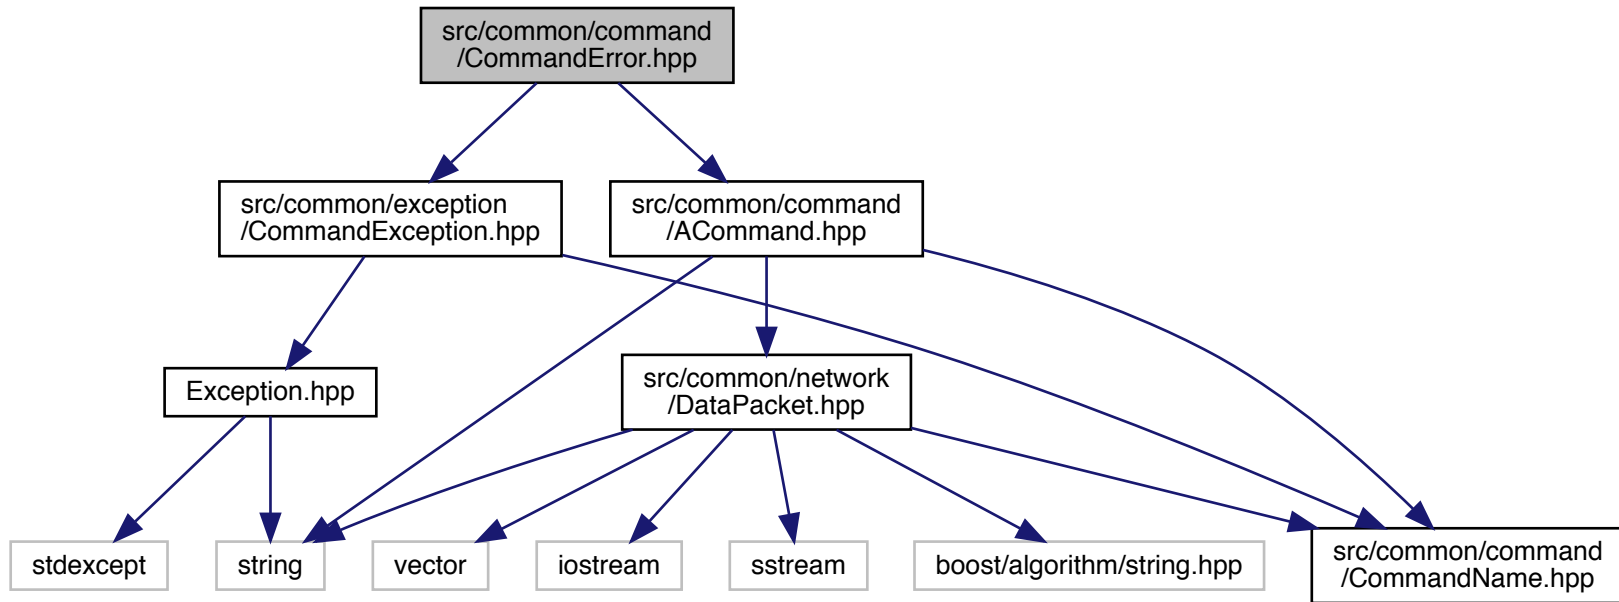 src/common/command
/CommandError.hpp
src/common/exception
/CommandException.hpp
src/common/command
/ACommand.hpp
Exception.hpp
src/common/network
/DataPacket.hpp
stdexcept
string
vector
iostream
sstream
boost/algorithm/string.hpp
src/common/command
/CommandName.hpp